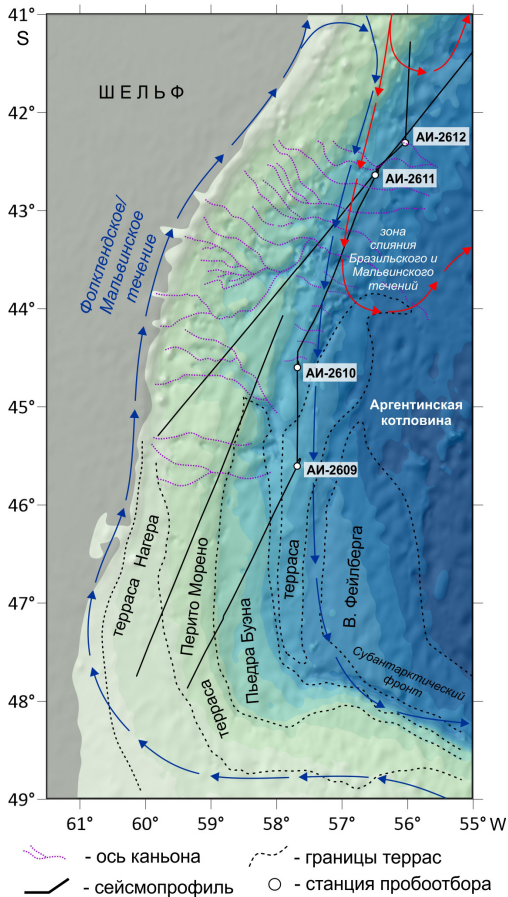 41°
S
42°
43°
44°
45°
46°
47°
48°
49°
ШЕЛЬФ
Фолклендское/
Мальвинское
течение
АИ-2612
АИ-2611
зона
слияния
Бразильского и
Мальвинского
течений
АИ-2610
Аргентинская
котловина
АИ-2609
терраса Нагера
Перито Морено
терраса
Пьедра Буэна
терраса
В. Фейлберга
Субантарктический
фронт
61°
60°
59°
58°
57°
56°
55° W
- ось каньона
- границы террас
- сейсмопрофиль
- станция пробоотбора